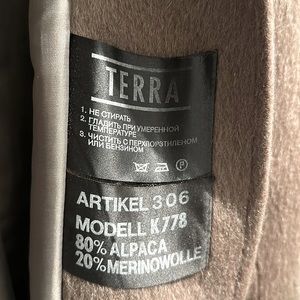 TERRA
1. НЕ СТИРАТЬ
2. ГЛАДИТЬ ПРИ УМЕРЕННОЙ
ТЕМПЕРАТУРЕ
3. ЧИСТИТЬ С ПЕРХЛОРЭТИЛЕНОМ
ИЛИ БЕНЗИНОМ
P
ARTIKEL 306
MODELL K778
80% ALPACA
20% MERINOWOLLE